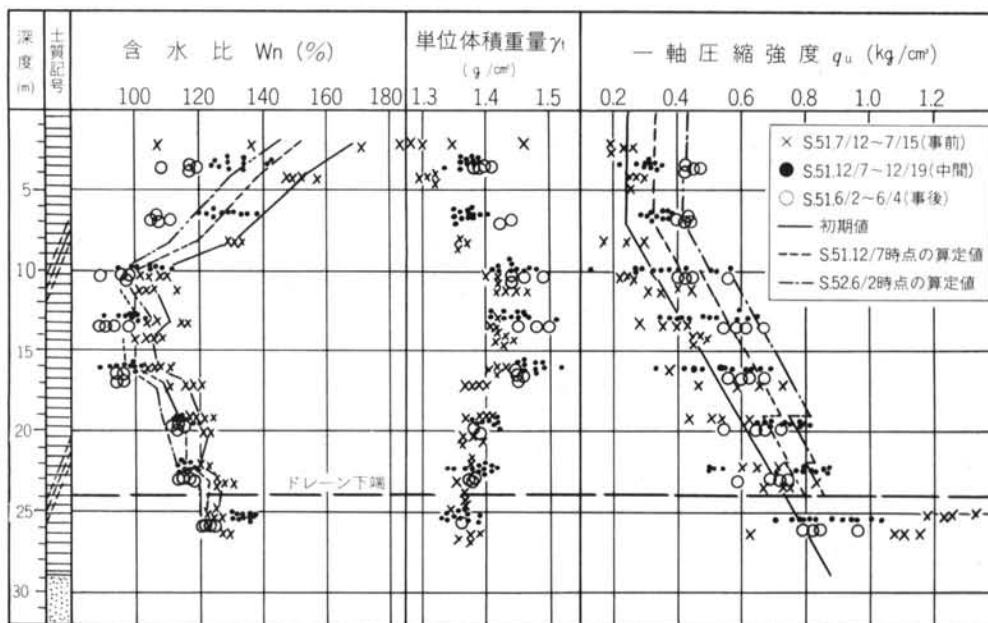 深度(m)
土質記号
含水比 Wn (%)
100 120 140 160 180
単位体積重量γt
(g/cm³)
1.3 1.4 1.5
一軸圧縮強度 qu (kg/cm²)
0.2 0.4 0.6 0.8 1.0 1.2
× S.51.7/12~7/15(事前)
● S.51.12/7~12/19(中間)
○ S.51.6/2~6/4(事後)
初期値
S.51.12/7時点の算定値
S.52.6/2時点の算定値
5
10
15
20
ドレーン下端
25
30